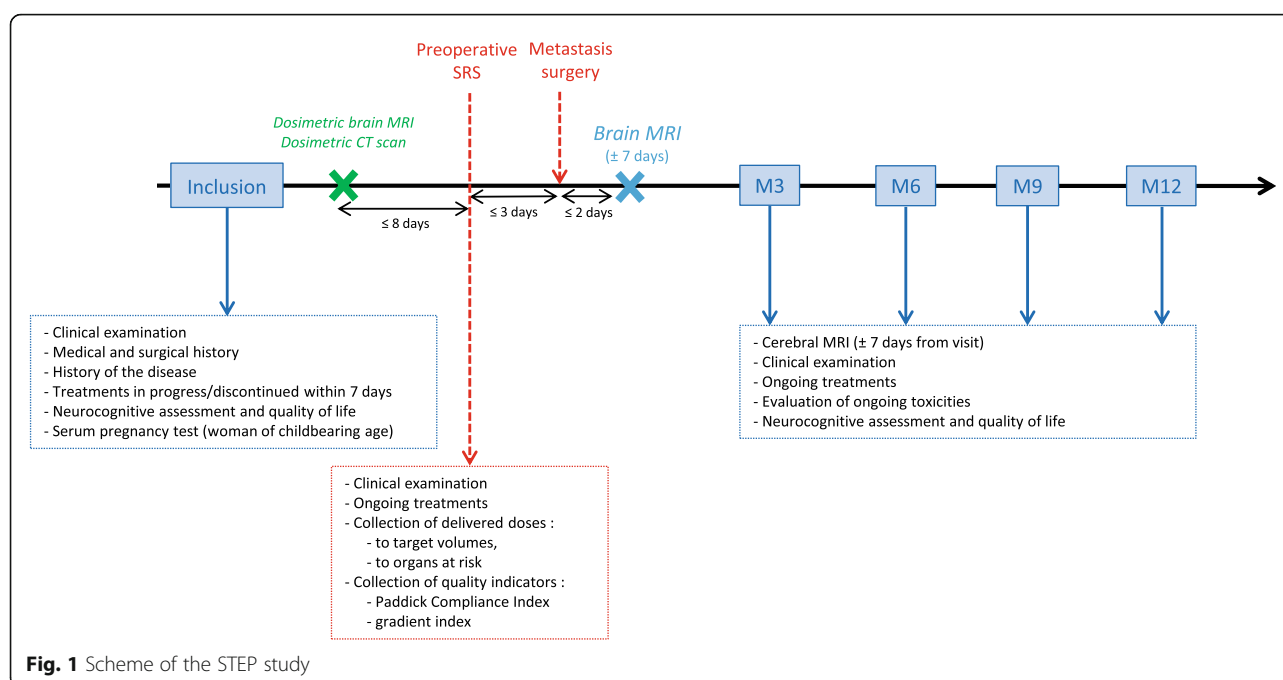 Preoperative
SRS
Metastasis
surgery
Dosimetric brain MRI
Dosimetric CT scan
Brain MRI
(± 7 days)
Inclusion
M3
M6
M9
M12
≤ 8 days
≤ 3 days
≤ 2 days
- Clinical examination
- Medical and surgical history
- History of the disease
- Treatments in progress/discontinued within 7 days
- Neurocognitive assessment and quality of life
- Serum pregnancy test (woman of childbearing age)
- Cerebral MRI (± 7 days from visit)
- Clinical examination
- Ongoing treatments
- Evaluation of ongoing toxicities
- Neurocognitive assessment and quality of life
- Clinical examination
- Ongoing treatments
- Collection of delivered doses :
- to target volumes,
- to organs at risk
- Collection of quality indicators :
- Paddick Compliance Index
- gradient index
Fig. 1 Scheme of the STEP study